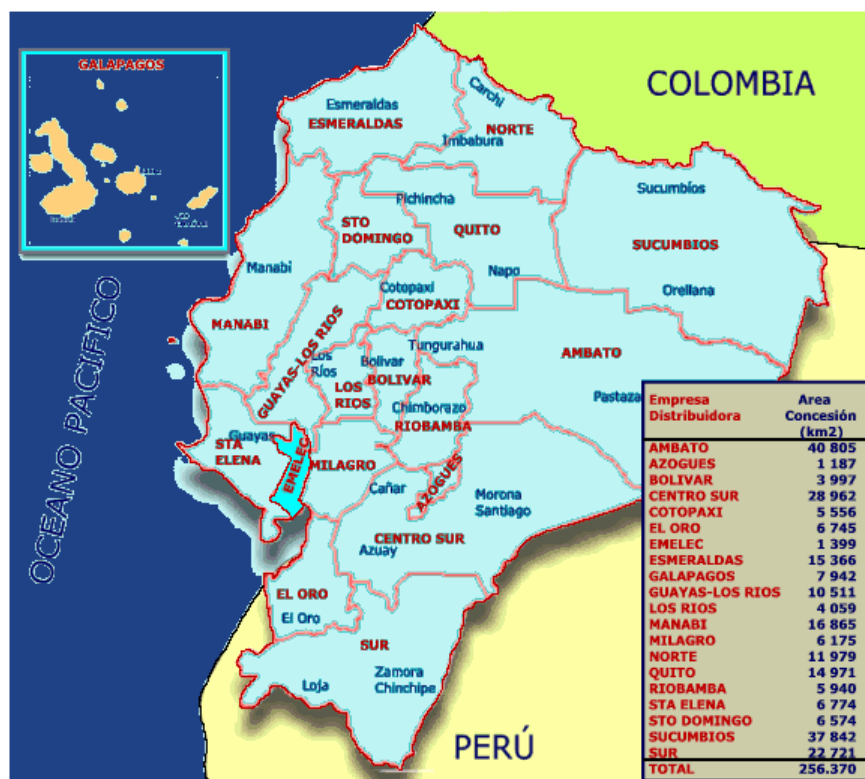 GALAPAGOS
COLOMBIA
Carchi
Esmeraldas
ESMERALDAS
NORTE
Imbabura
Pichincha
Sucumbíos
STO
DOMINGO
QUITO
SUCUMBIOS
Manabí
Napo
Cotopaxi
COTOPAXI
Orellana
OCEANO PACIFICO
MANABI
GUAYAS-LOS RIOS
Tungurahua
AMBATO
Los
Ríos
Bolivar
BOLIVAR
LOS
RIOS
Pastaza
Chimborazo
RIOBAMBA
Guayas
STA
ELENA
EMELEC
MILAGRO
AZOGUES
Cañar
Morona
Santiago
CENTRO SUR
Azuay
EL ORO
El Oro
SUR
Loja
Zamora
Chinchipe
PERÚ
Empresa Area
Distribuidora Concesión
(km2)
AMBATO 40 805
AZOGUES 1 187
BOLIVAR 3 997
CENTRO SUR 28 962
COTOPAXI 5 556
EL ORO 6 745
EMELEC 1 399
ESMERALDAS 15 366
GALAPAGOS 7 942
GUAYAS-LOS RIOS 10 511
LOS RIOS 4 059
MANABI 16 865
MILAGRO 6 175
NORTE 11 979
QUITO 14 971
RIOBAMBA 5 940
STA ELENA 6 774
STO DOMINGO 6 574
SUCUMBIOS 37 842
SUR 22 721
TOTAL 256.370